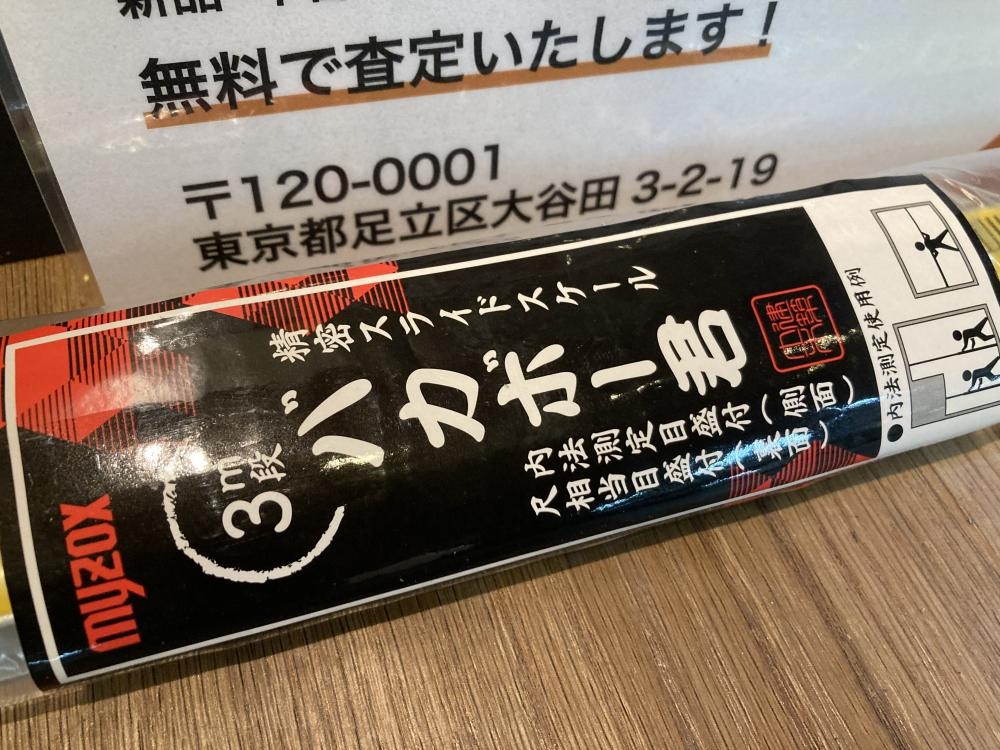 無料で査定いたします!
〒120-0001
東京都足立区大谷田 3-2-19
精密スライドスケール
バカボー君
3m
段
内法測定目盛付(側面)
尺相当目盛付(裏面)
myzox
●内法測定使用例